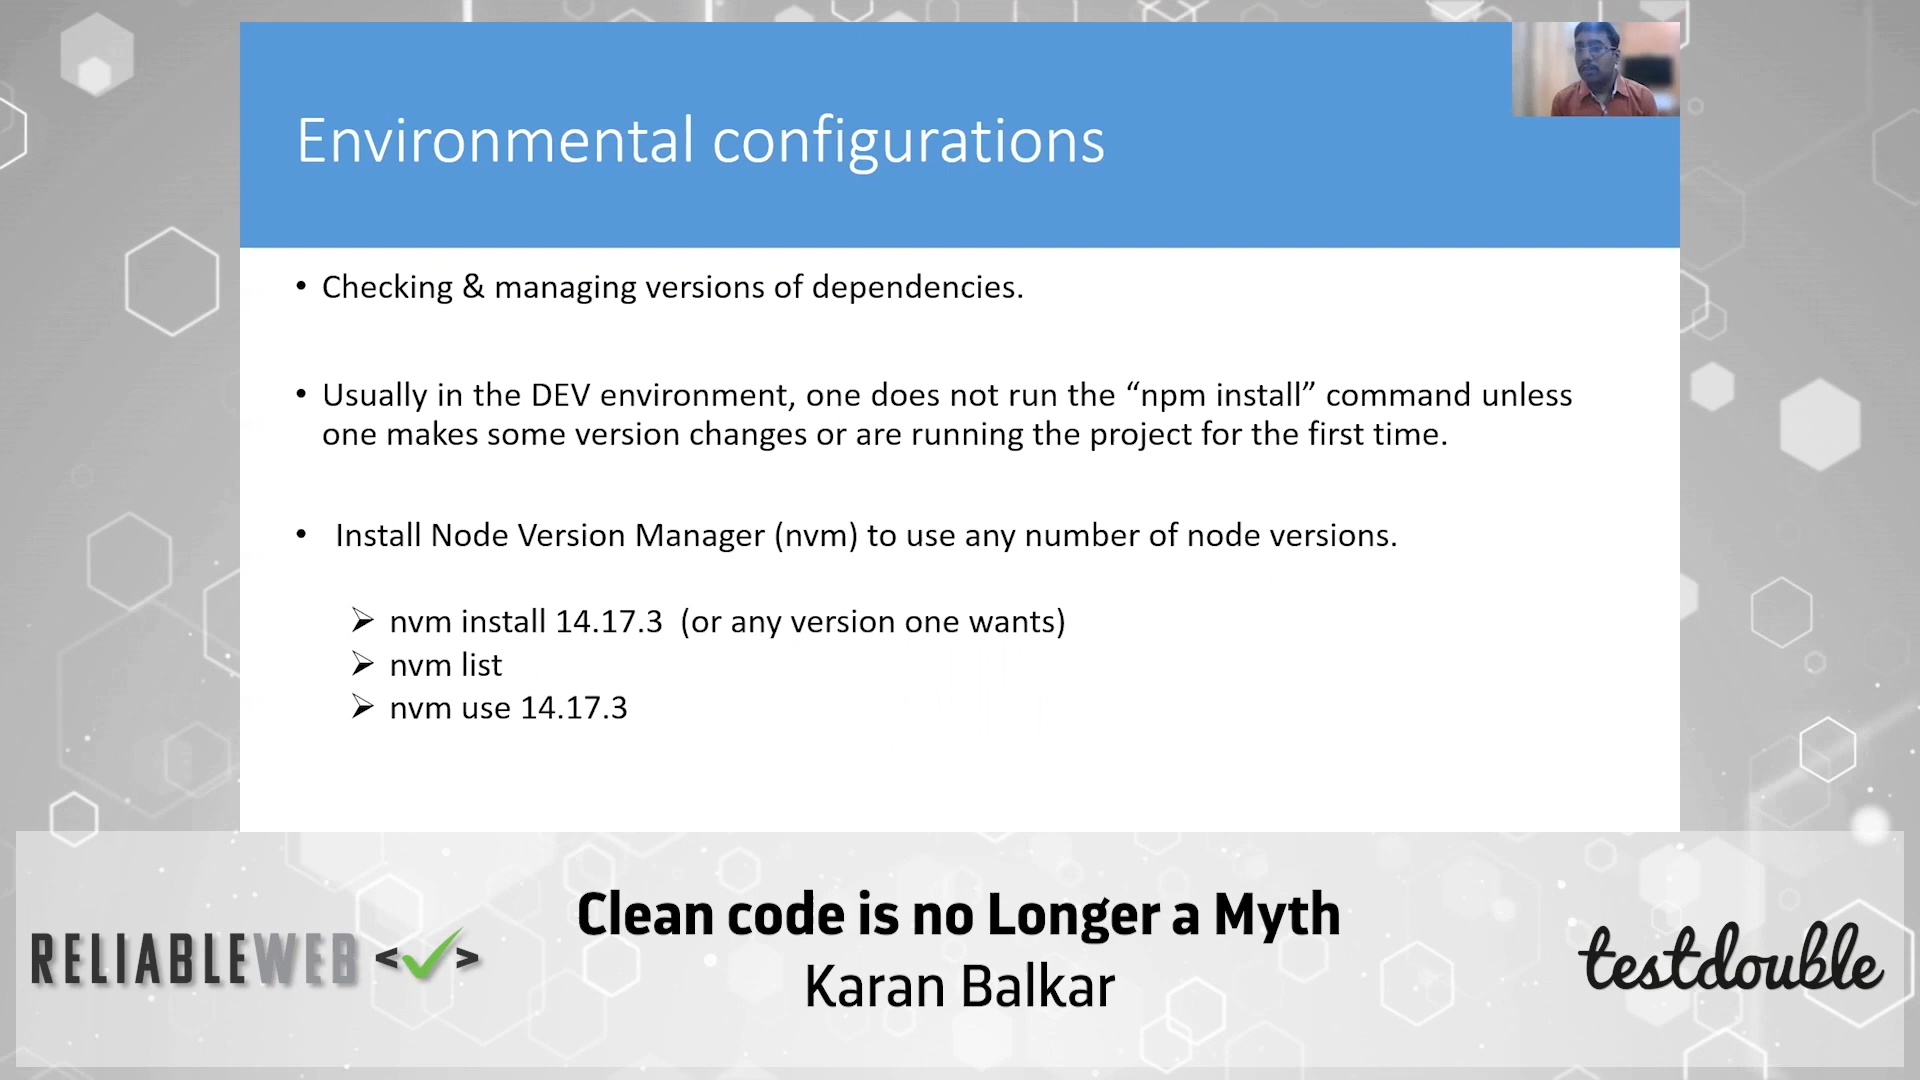 Environmental configurations
• Checking & managing versions of dependencies.
• Usually in the DEV environment, one does not run the “npm install” command unless
one makes some version changes or are running the project for the first time.
• Install Node Version Manager (nvm) to use any number of node versions.
➢ nvm install 14.17.3 (or any version one wants)
➢ nvm list
➢ nvm use 14.17.3
RELIABLEWEB <✓>
Clean code is no Longer a Myth
Karan Balkar
testdouble